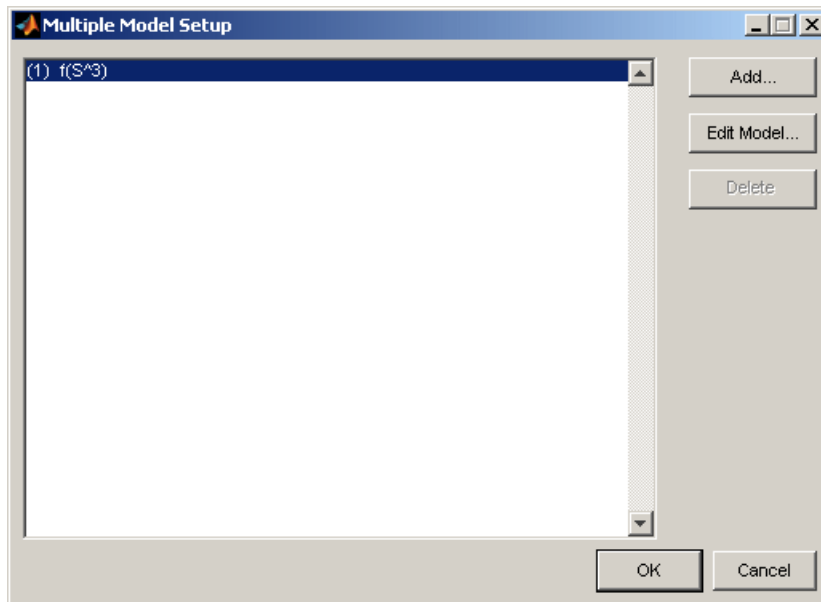 Multiple Model Setup
(1) f(S^3)
Add...
Edit Model...
Delete
OK
Cancel